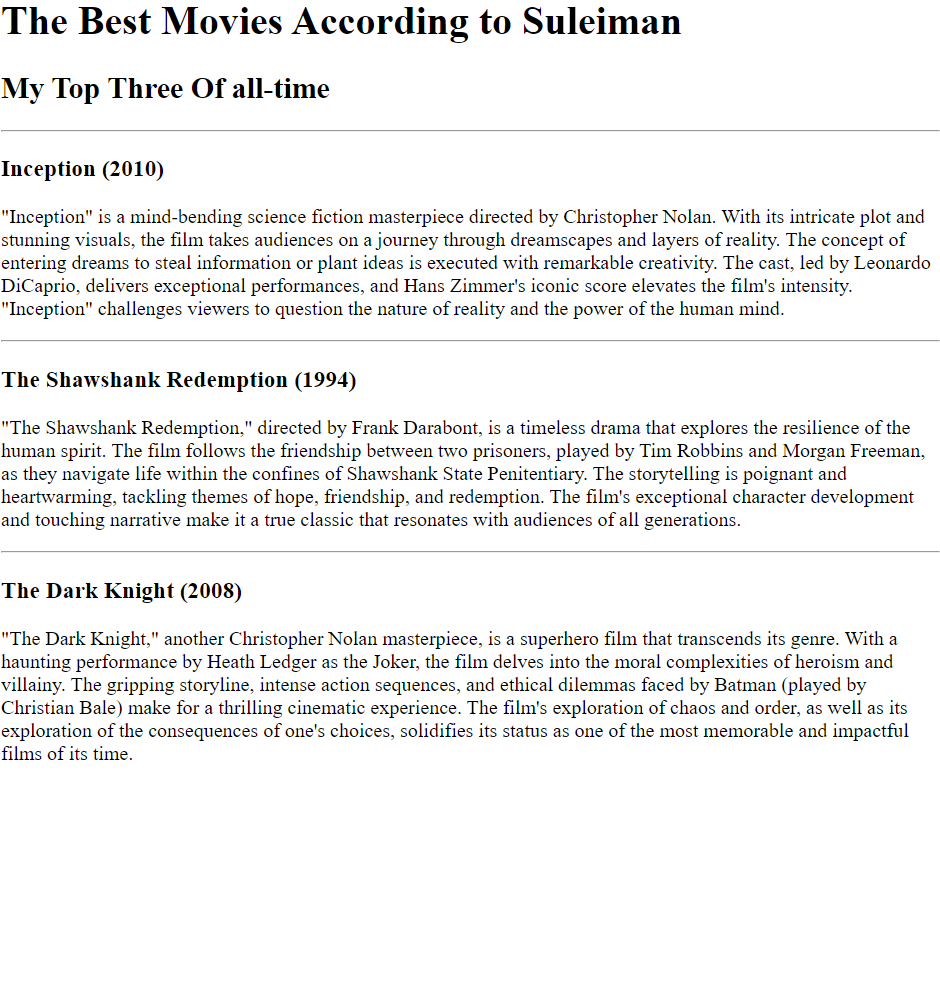 The Best Movies According to Suleiman
My Top Three Of all-time
Inception (2010)
"Inception" is a mind-bending science fiction masterpiece directed by Christopher Nolan. With its intricate plot and
stunning visuals, the film takes audiences on a journey through dreamscapes and layers of reality. The concept of
entering dreams to steal information or plant ideas is executed with remarkable creativity. The cast, led by Leonardo
DiCaprio, delivers exceptional performances, and Hans Zimmer's iconic score elevates the film's intensity.
"Inception" challenges viewers to question the nature of reality and the power of the human mind.
The Shawshank Redemption (1994)
"The Shawshank Redemption," directed by Frank Darabont, is a timeless drama that explores the resilience of the
human spirit. The film follows the friendship between two prisoners, played by Tim Robbins and Morgan Freeman,
as they navigate life within the confines of Shawshank State Penitentiary. The storytelling is poignant and
heartwarming, tackling themes of hope, friendship, and redemption. The film's exceptional character development
and touching narrative make it a true classic that resonates with audiences of all generations.
The Dark Knight (2008)
"The Dark Knight," another Christopher Nolan masterpiece, is a superhero film that transcends its genre. With a
haunting performance by Heath Ledger as the Joker, the film delves into the moral complexities of heroism and
villainy. The gripping storyline, intense action sequences, and ethical dilemmas faced by Batman (played by
Christian Bale) make for a thrilling cinematic experience. The film's exploration of chaos and order, as well as its
exploration of the consequences of one's choices, solidifies its status as one of the most memorable and impactful
films of its time.